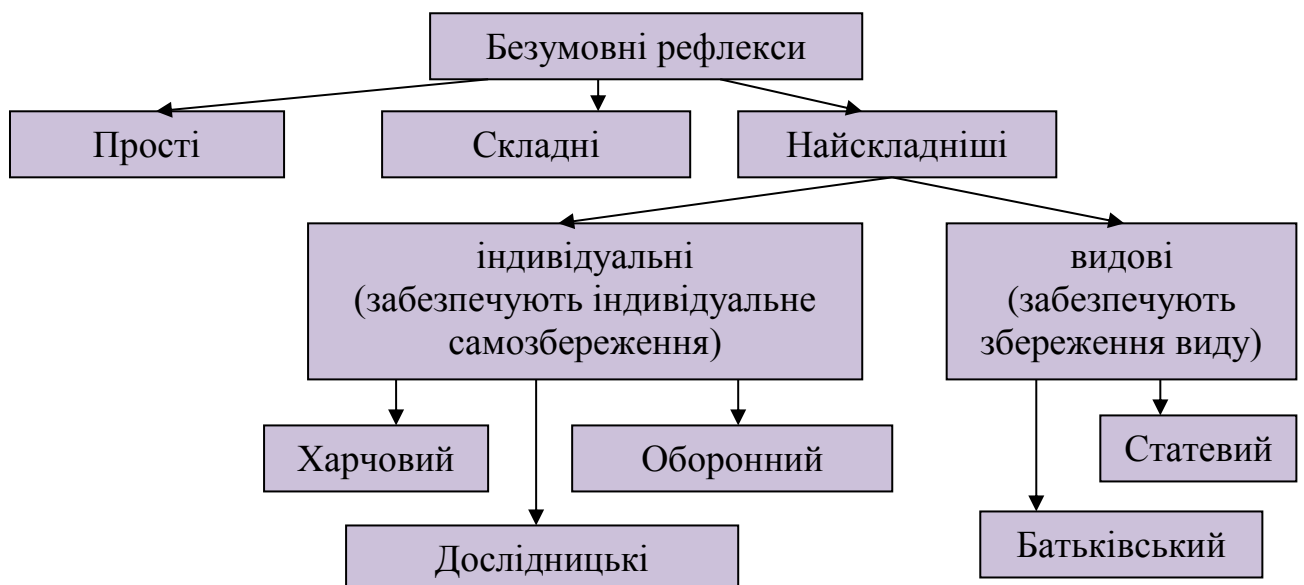 Безумовні рефлекси
Прості
Складні
Найскладніші
індивідуальні
(забезпечують індивідуальне
самозбереження)
видові
(забезпечують
збереження виду)
Харчовий
Оборонний
Статевий
Дослідницькі
Батьківський